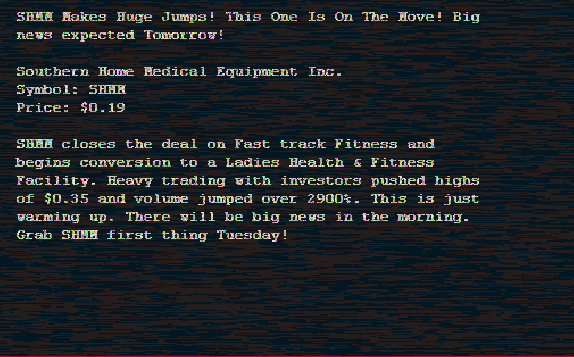 SHMM Makes Huge Jumps! This One Is On The Move! Big
news expected Tomorrow!
Southern Home Medical Equipment Inc.
Symbol: SHMM
Price: $0.19
SHMM closes the deal on Fast track Fitness and
begins conversion to a Ladies Health & Fitness
Facility. Heavy trading with investors pushed highs
of $0.35 and volume jumped over 2900%. This is just
warming up. There will be big news in the morning.
Grab SHMM first thing Tuesday!